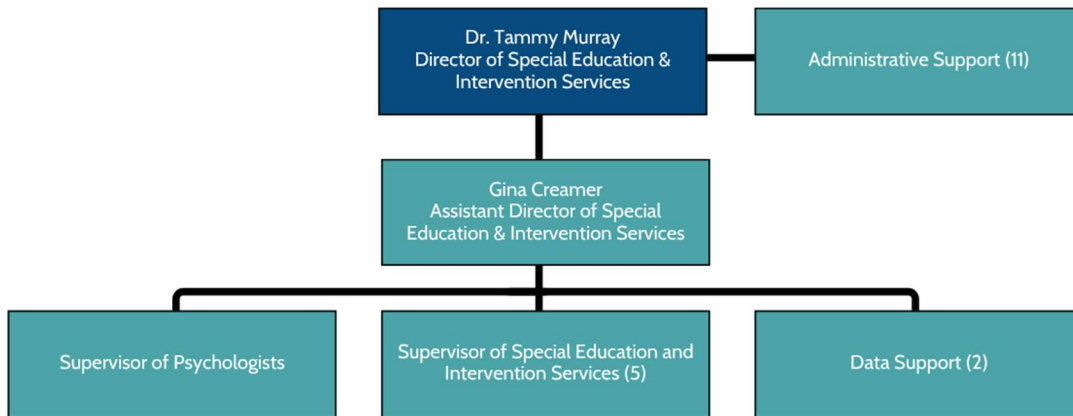 Dr. Tammy Murray
Director of Special Education &
Intervention Services
Administrative Support (11)
Gina Creamer
Assistant Director of Special
Education & Intervention Services
Supervisor of Psychologists
Supervisor of Special Education and
Intervention Services (5)
Data Support (2)